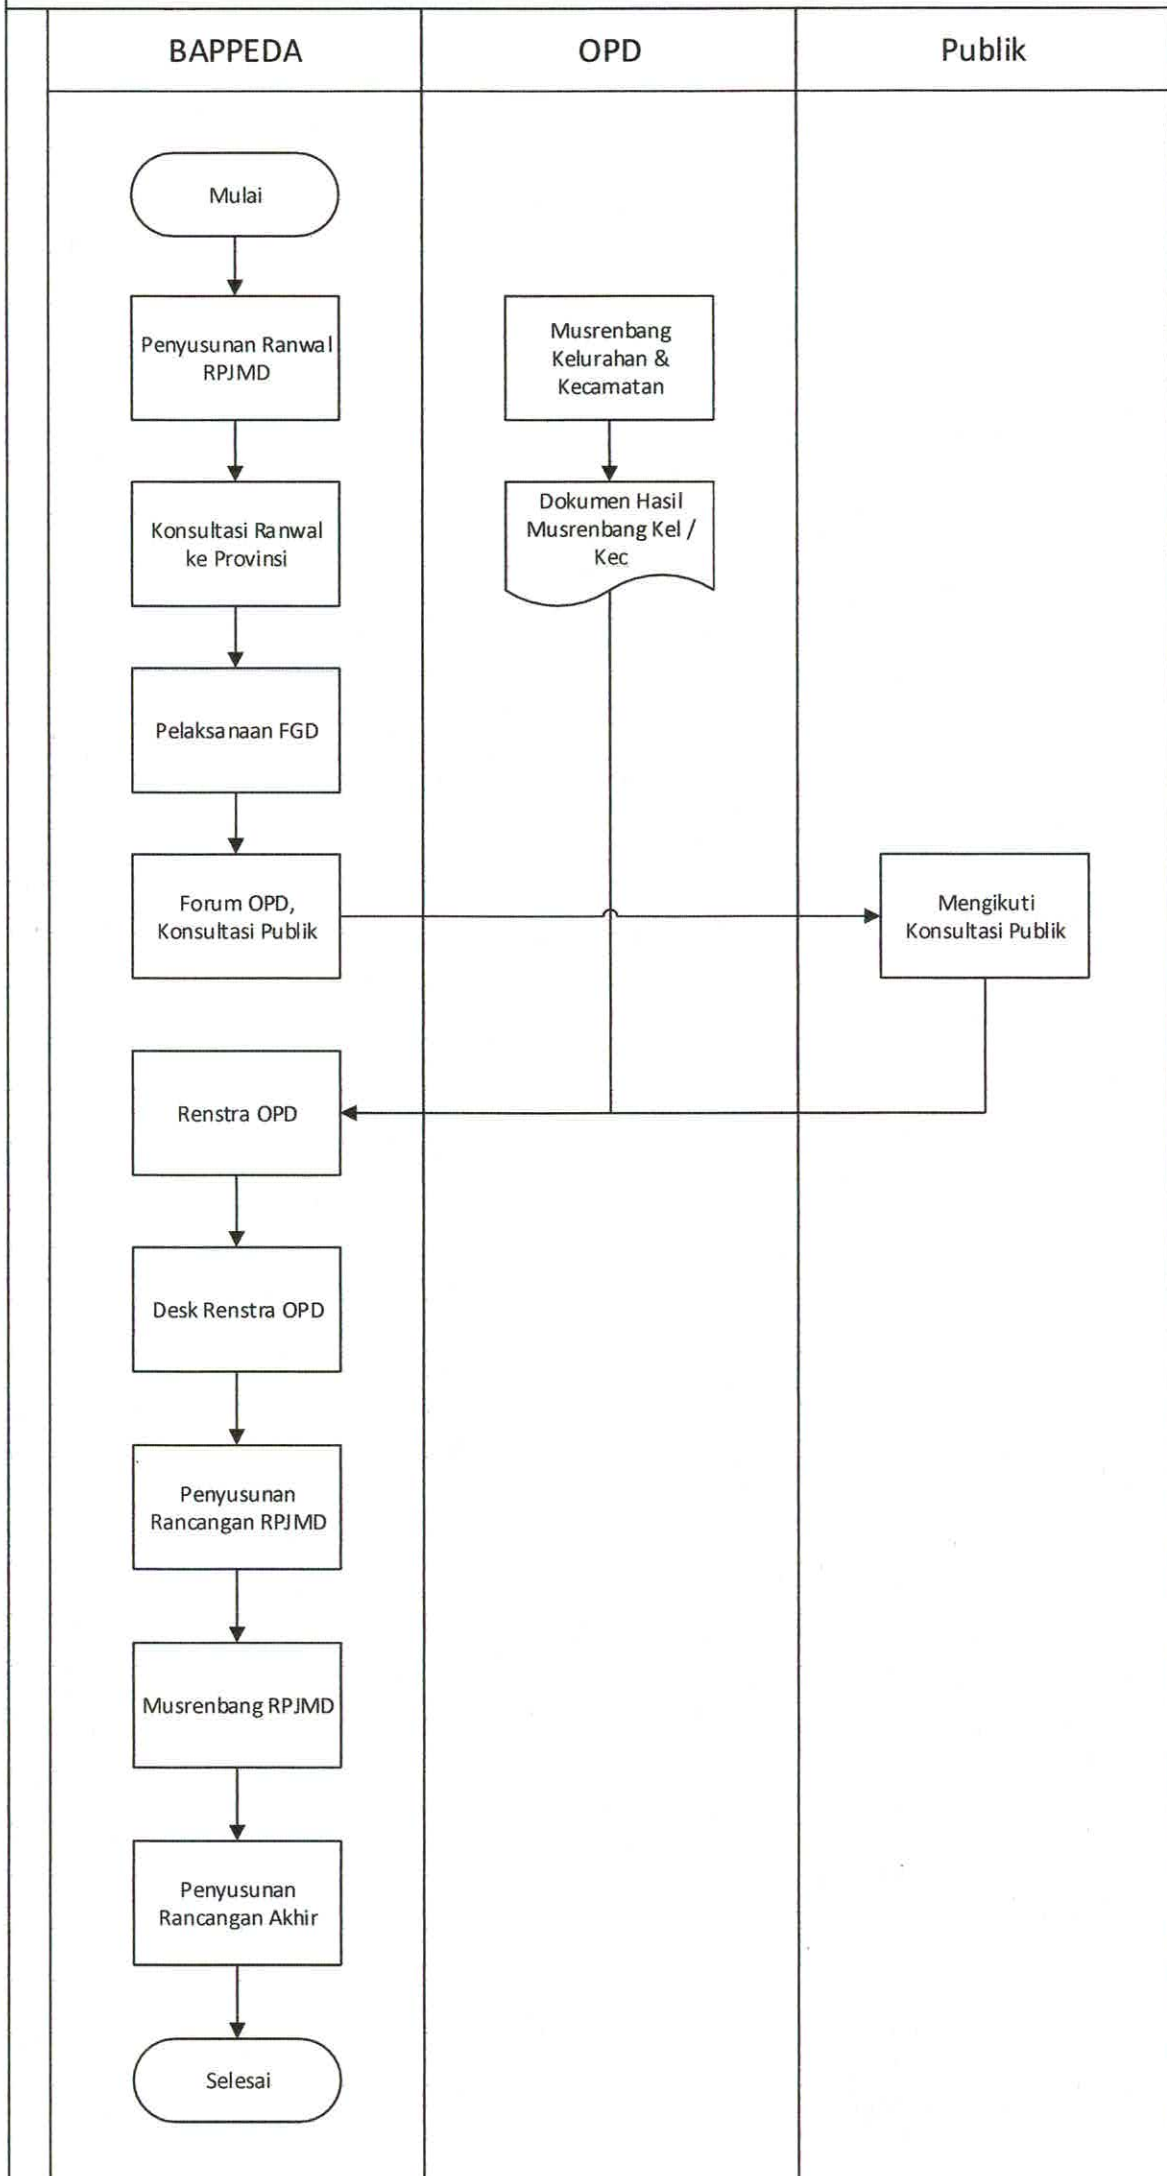 BAPPEDA
OPD
Publik
Mulai
Penyusunan Ranwal
RPJMD
Musrenbang
Kelurahan &
Kecamatan
Konsultasi Ranwal
ke Provinsi
Dokumen Hasil
Musrenbang Kel /
Kec
Pelaksanaan FGD
Forum OPD,
Konsultasi Publik
Mengikuti
Konsultasi Publik
Renstra OPD
Desk Renstra OPD
Penyusunan
Rancangan RPJMD
Musrenbang RPJMD
Penyusunan
Rancangan Akhir
Selesai